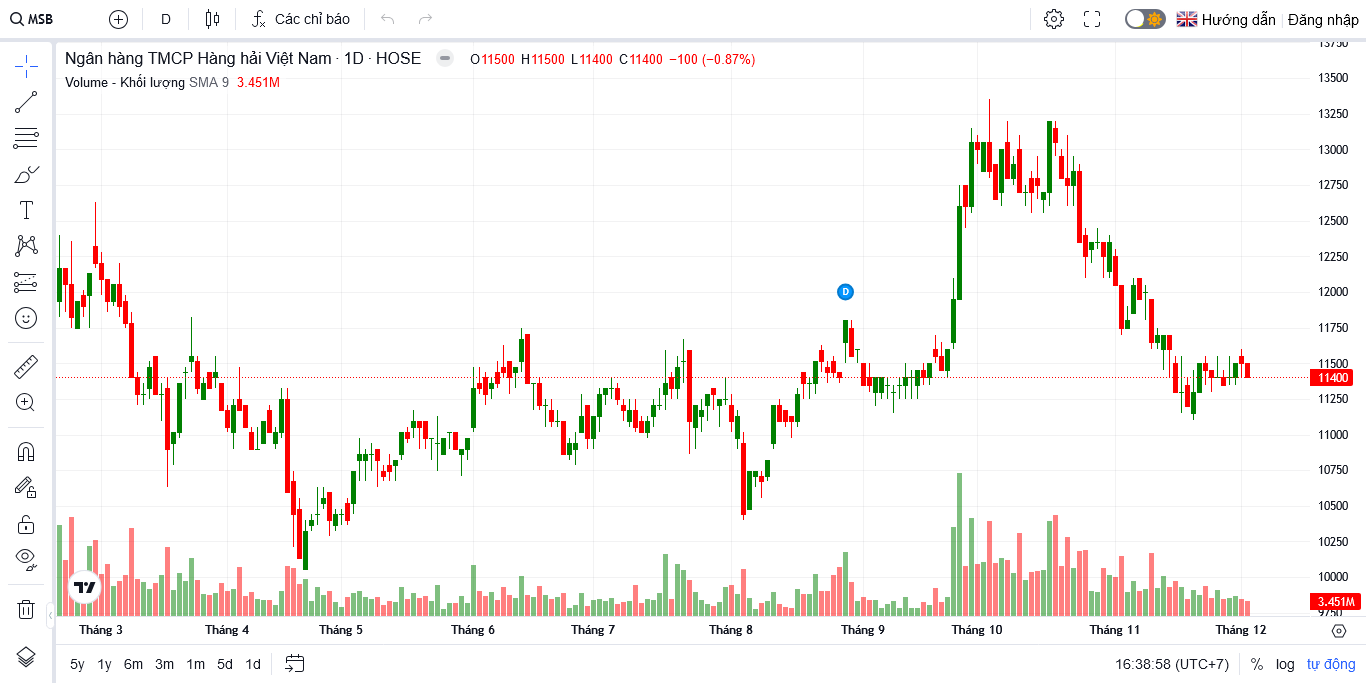 MSB D Các chỉ báo Hướng dẫn Đăng nhập
Ngân hàng TMCP Hàng hải Việt Nam · 1D · HOSE O11500 H11500 L11400 C11400 −100 (−0.87%)
Volume - Khối lượng SMA 9 3.451M
13750
13500
13250
13000
12750
12500
12250
12000
D
11750
11500
11400
11250
11000
10750
10500
10250
10000
3.451M
9750
Tháng 3 Tháng 4 Tháng 5 Tháng 6 Tháng 7 Tháng 8 Tháng 9 Tháng 10 Tháng 11 Tháng 12
5y 1y 6m 3m 1m 5d 1d 16:38:58 (UTC+7) % log tự động